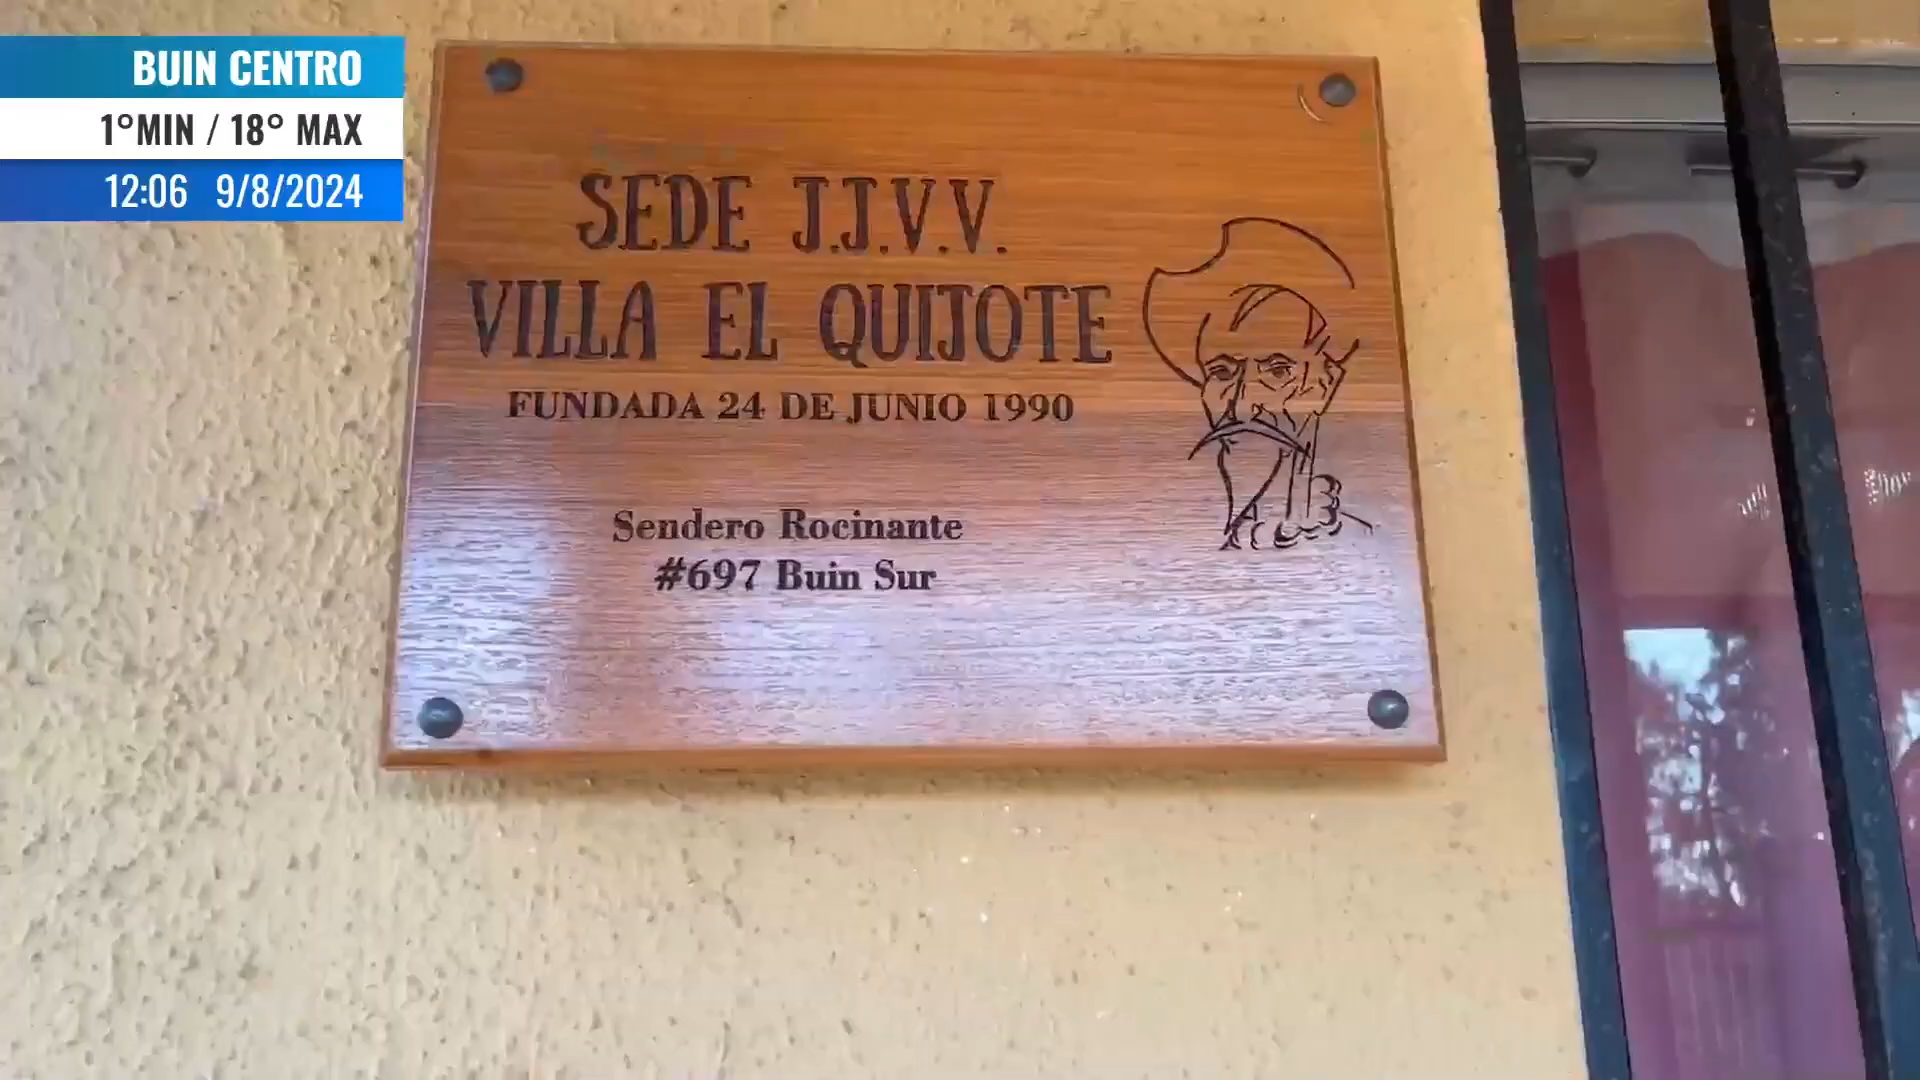 BUIN CENTRO
1°MIN / 18° MAX
12:06 9/8/2024
SEDE J.J.V.V.
VILLA EL QUIJOTE
FUNDADA 24 DE JUNIO 1990
Sendero Rocinante
#697 Buin Sur